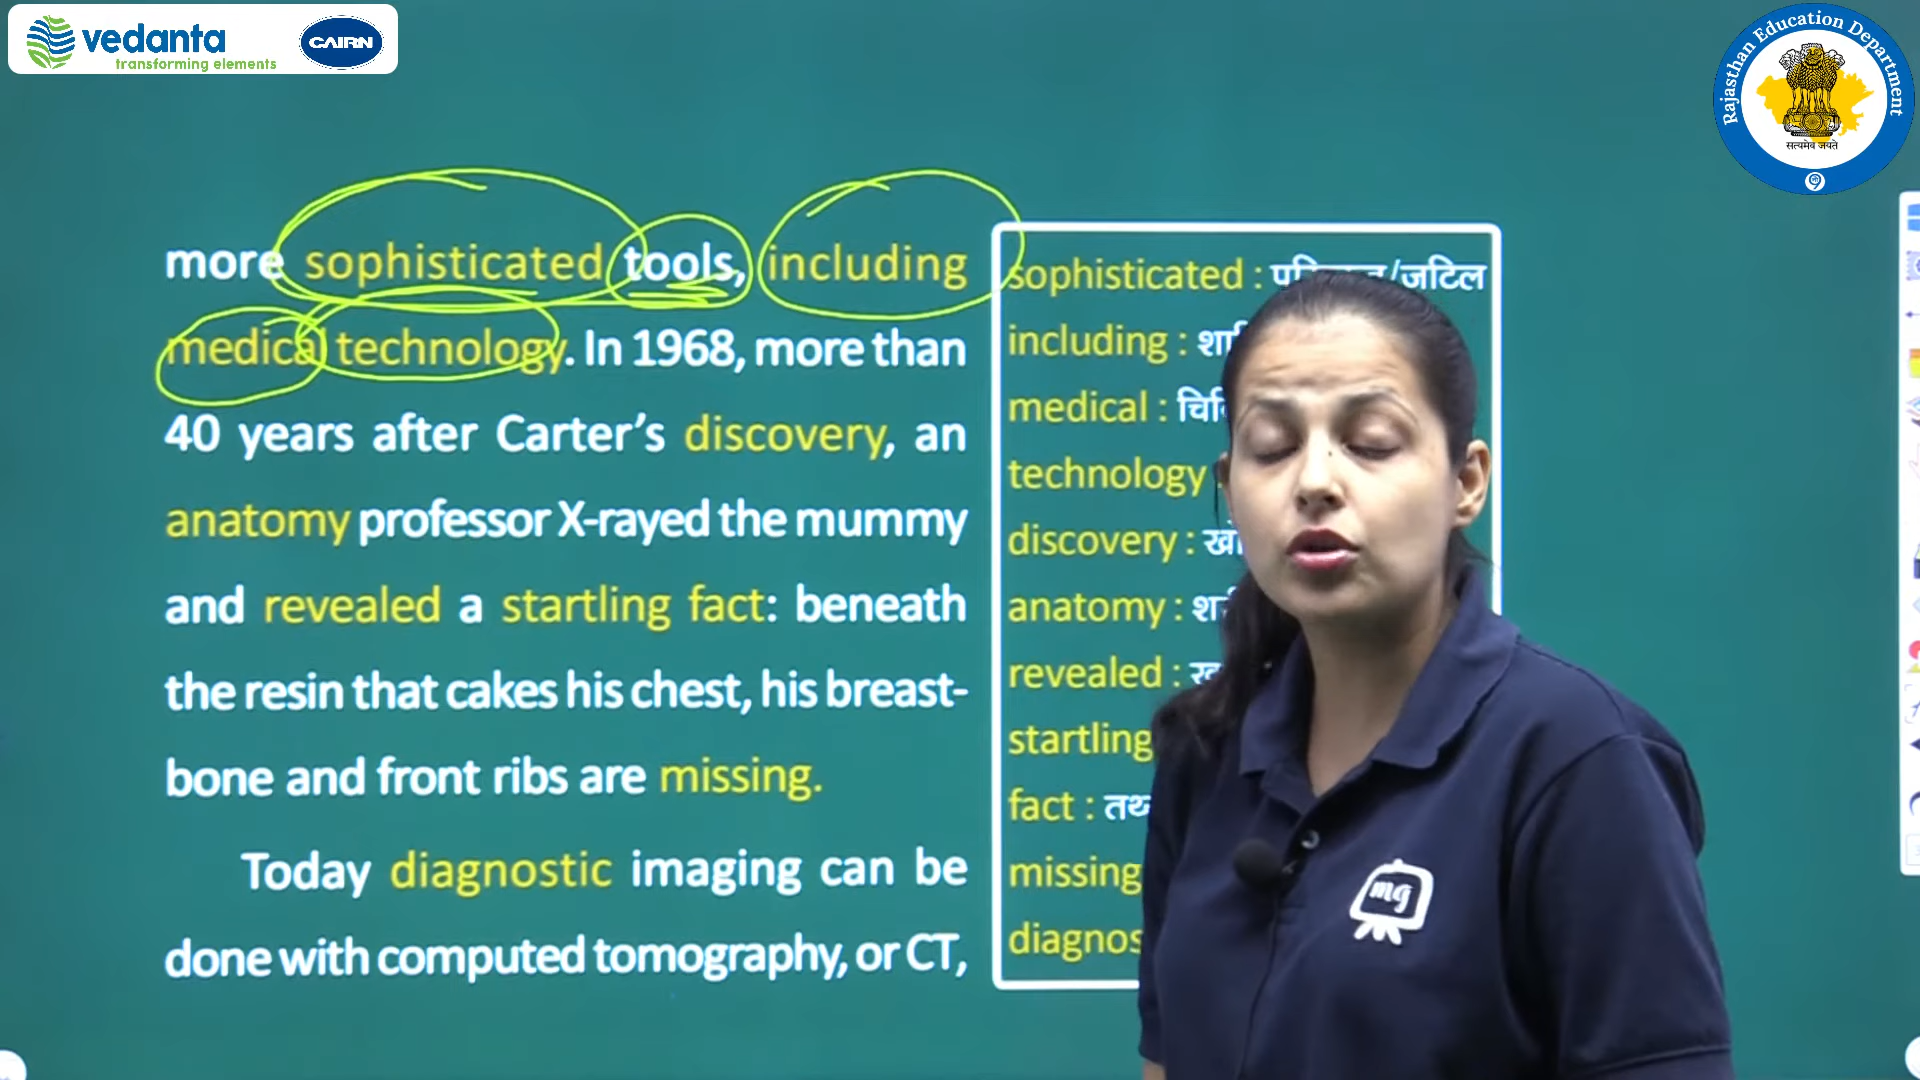 vedanta
transforming elements
CAIRN
Rajasthan Education Department
सत्यमेव जयते
more sophisticated tools, including
medical technology. In 1968, more than
40 years after Carter’s discovery, an
anatomy professor X-rayed the mummy
and revealed a startling fact: beneath
the resin that cakes his chest, his breast-
bone and front ribs are missing.
Today diagnostic imaging can be
done with computed tomography, or CT,
sophisticated : /जटिल
including :
medical :
technology
discovery :
anatomy :
revealed :
startling
fact :
missing
mg